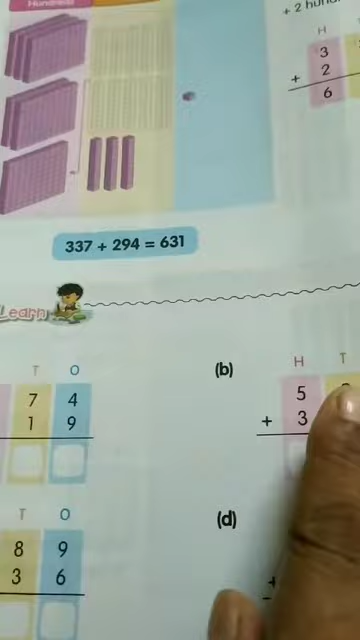 Hundreds
+ 2 hund
H
3
+ 2
6
337 + 294 = 631
Learn
T O
7 4
1 9
(b)
H T
5
+ 3
T O
8 9
3 6
(d)
+